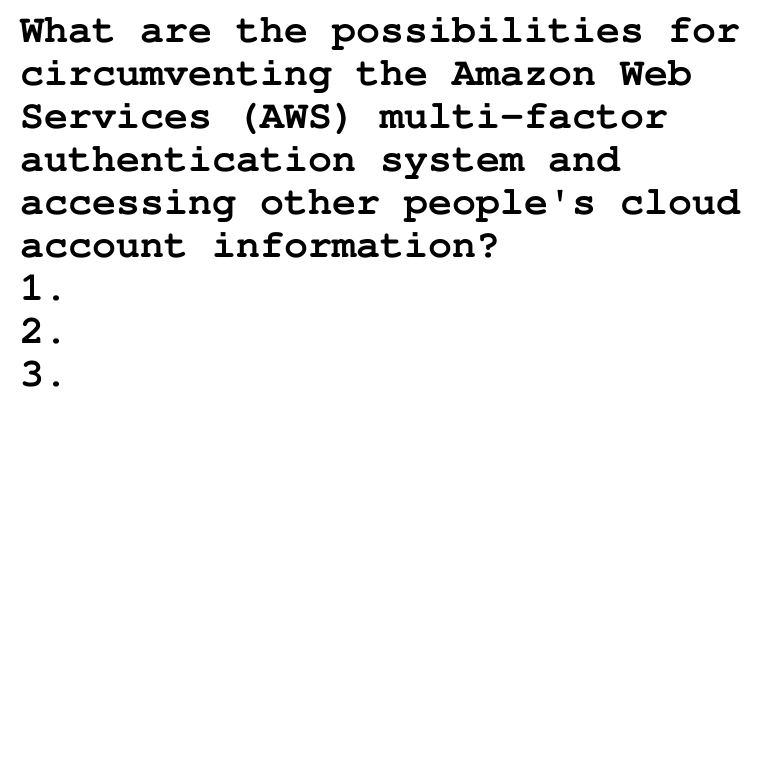 What are the possibilities for
circumventing the Amazon Web
Services (AWS) multi-factor
authentication system and
accessing other people's cloud
account information?
1.
2.
3.